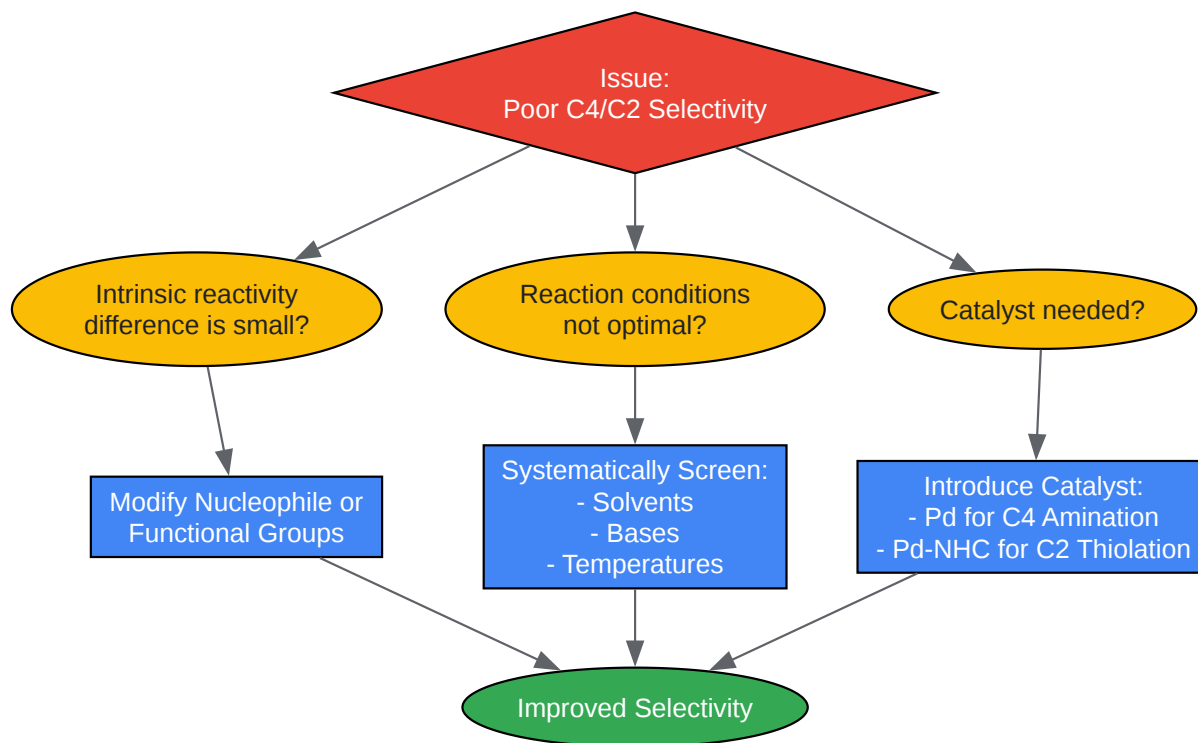 Issue:
Poor C4/C2 Selectivity
Intrinsic reactivity
difference is small?
Reaction conditions
not optimal?
Catalyst needed?
Modify Nucleophile or
Functional Groups
Systematically Screen:
- Solvents
- Bases
- Temperatures
Introduce Catalyst:
- Pd for C4 Amination
- Pd-NHC for C2 Thiolation
Improved Selectivity